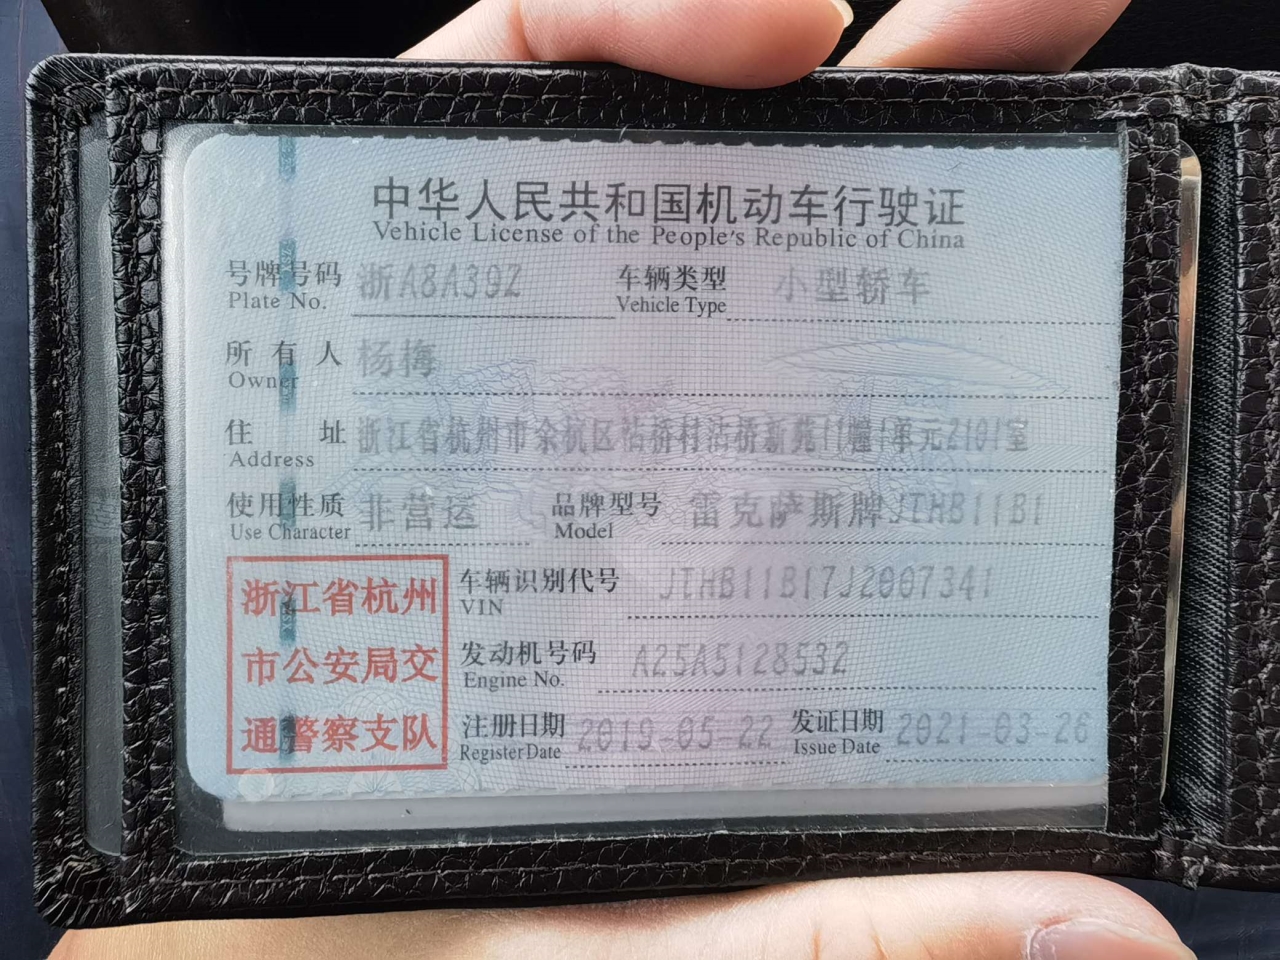 中华人民共和国机动车行驶证
Vehicle License of the People's Republic of China
号牌号码 浙A8A39Z 车辆类型 小型轿车
Plate No. Vehicle Type
所有人 杨梅
Owner
住址 浙江省杭州市余杭区沾桥村沾桥新苑11幢1单元2101室
Address
使用性质 非营运 品牌型号 雷克萨斯牌JTHB11B1
Use Character Model
浙江省杭州 车辆识别代号 JTHB11B17J2007341
VIN
市公安局交 发动机号码 A25A5128532
Engine No.
通警察支队 注册日期 2019-05-22 发证日期 2021-03-26
Register Date Issue Date